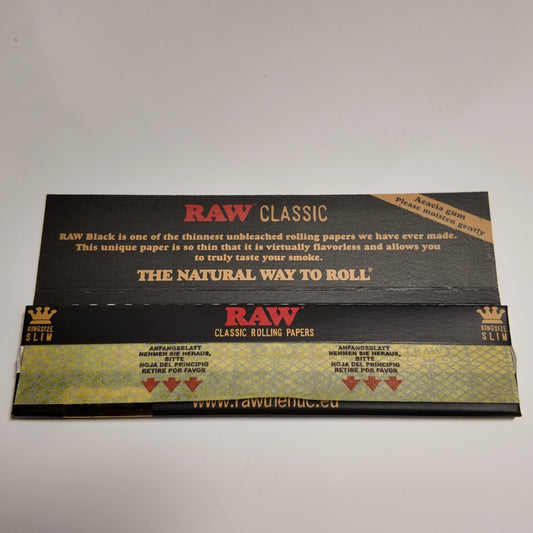 RAW CLASSIC
Acacia gum
Please moisten gently
RAW Black is one of the thinnest unbleached rolling papers we have ever made.
This unique paper is so thin that it is virtually flavorless and allows you
to truly taste your smoke.
THE NATURAL WAY TO ROLL®
KINGSIZE
SLIM
RAW
CLASSIC ROLLING PAPERS
KINGSIZE
SLIM
ANFANGSBLATT
NEHMEN SIE HERAUS,
BITTE
HOJA DEL PRINCIPIO
RETIRE POR FAVOR
ANFANGSBLATT
NEHMEN SIE HERAUS,
BITTE
HOJA DEL PRINCIPIO
RETIRE POR FAVOR